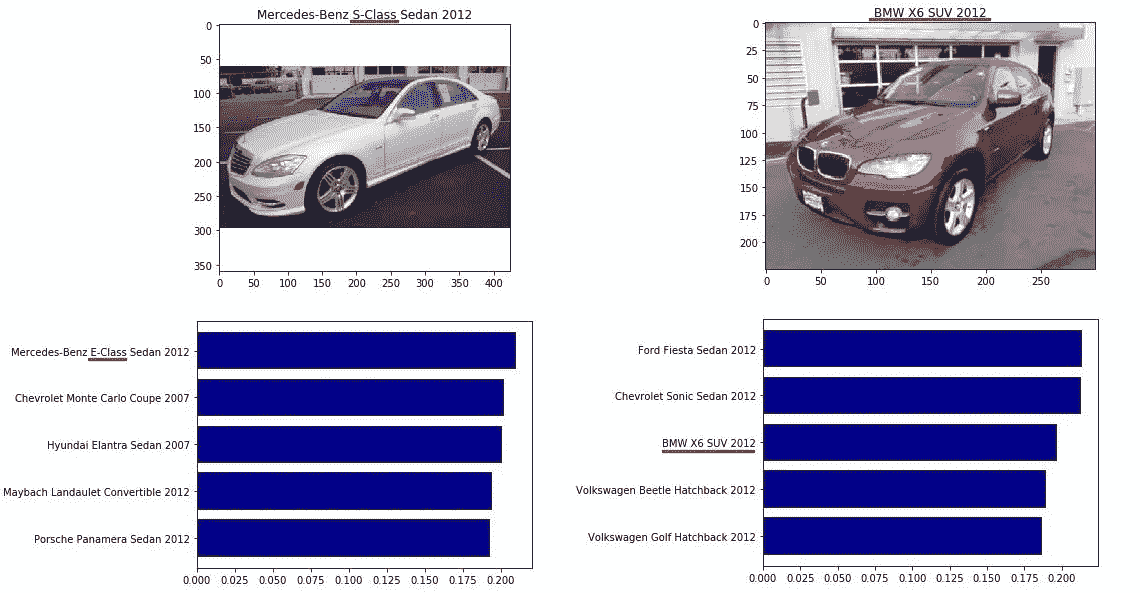 Mercedes-Benz S-Class Sedan 2012
0
50
100
150
200
250
300
350
0 50 100 150 200 250 300 350 400
BMW X6 SUV 2012
0
25
50
75
100
125
150
175
200
0 50 100 150 200 250
Mercedes-Benz E-Class Sedan 2012
Chevrolet Monte Carlo Coupe 2007
Hyundai Elantra Sedan 2007
Maybach Landaulet Convertible 2012
Porsche Panamera Sedan 2012
0.000 0.025 0.050 0.075 0.100 0.125 0.150 0.175 0.200
Ford Fiesta Sedan 2012
Chevrolet Sonic Sedan 2012
BMW X6 SUV 2012
Volkswagen Beetle Hatchback 2012
Volkswagen Golf Hatchback 2012
0.000 0.025 0.050 0.075 0.100 0.125 0.150 0.175 0.200